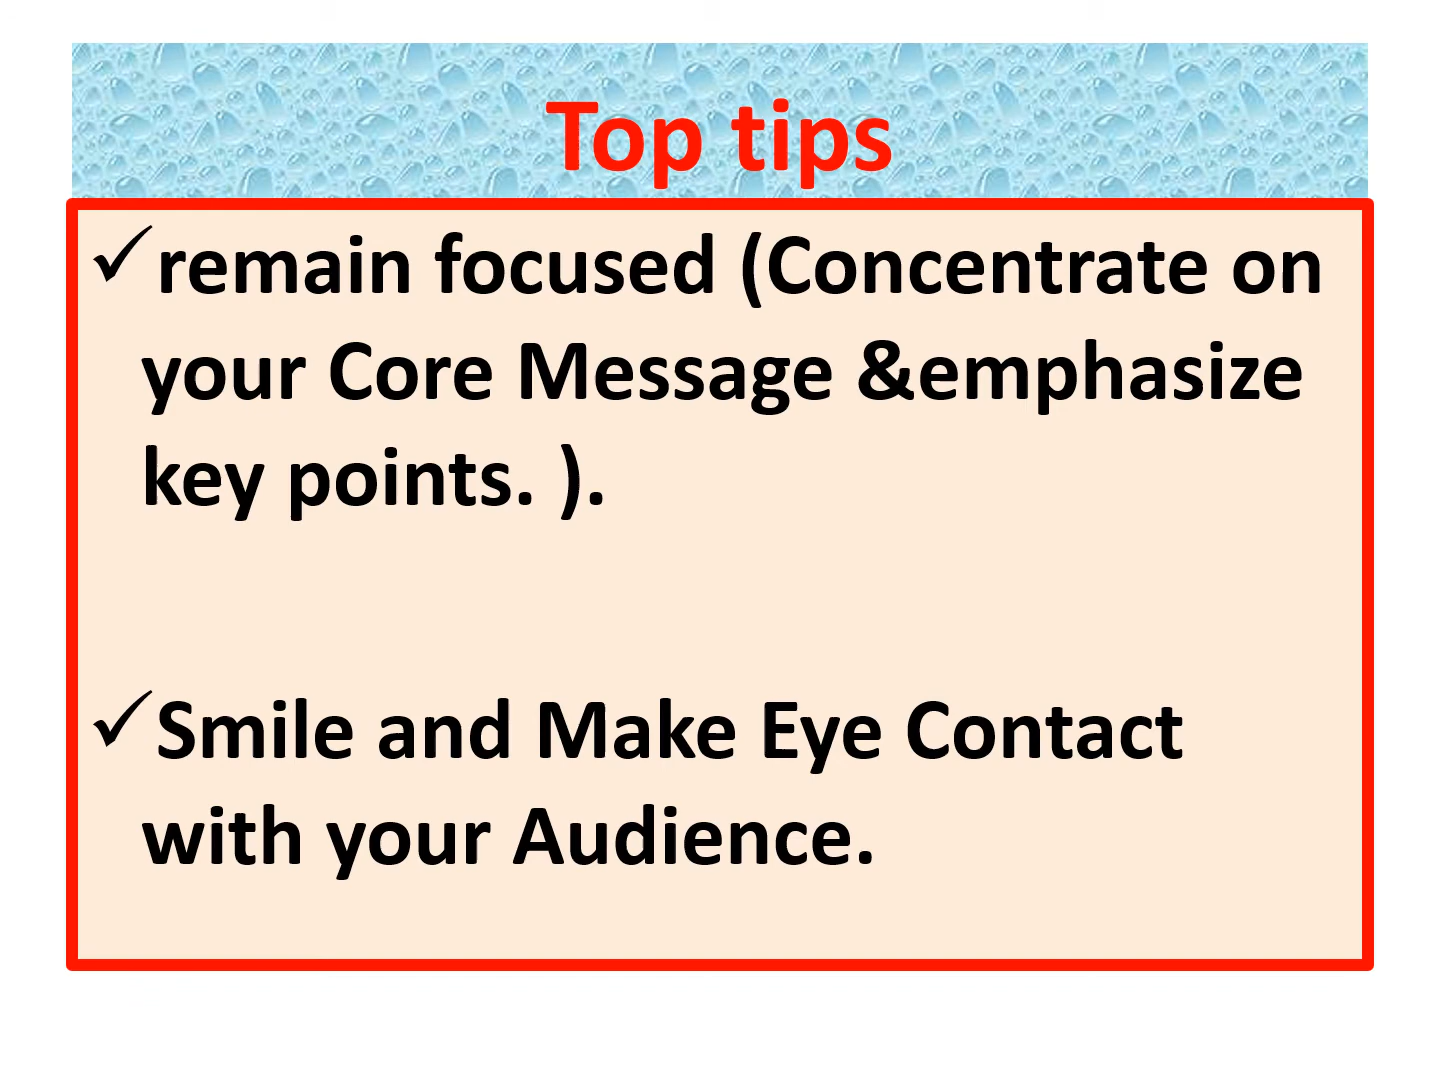 Top tips
✓remain focused (Concentrate on
your Core Message &emphasize
key points. ).
✓Smile and Make Eye Contact
with your Audience.